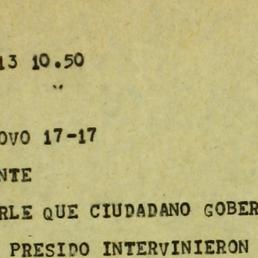 13 10.50
OVO 17-17
NTE
RLE QUE CIUDADANO GOBER
PRESIDO INTERVINIERON